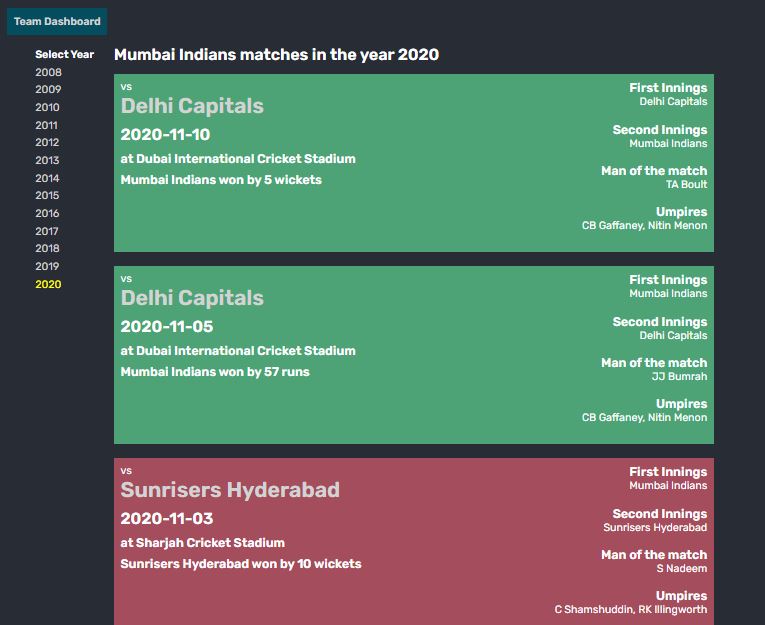 Team Dashboard
Select Year
2008
2009
2010
2011
2012
2013
2014
2015
2016
2017
2018
2019
2020
Mumbai Indians matches in the year 2020
vs
Delhi Capitals
2020-11-10
at Dubai International Cricket Stadium
Mumbai Indians won by 5 wickets
First Innings
Delhi Capitals
Second Innings
Mumbai Indians
Man of the match
TA Boult
Umpires
CB Gaffaney, Nitin Menon
vs
Delhi Capitals
2020-11-05
at Dubai International Cricket Stadium
Mumbai Indians won by 57 runs
First Innings
Mumbai Indians
Second Innings
Delhi Capitals
Man of the match
JJ Bumrah
Umpires
CB Gaffaney, Nitin Menon
vs
Sunrisers Hyderabad
2020-11-03
at Sharjah Cricket Stadium
Sunrisers Hyderabad won by 10 wickets
First Innings
Mumbai Indians
Second Innings
Sunrisers Hyderabad
Man of the match
S Nadeem
Umpires
C Shamshuddin, RK Illingworth